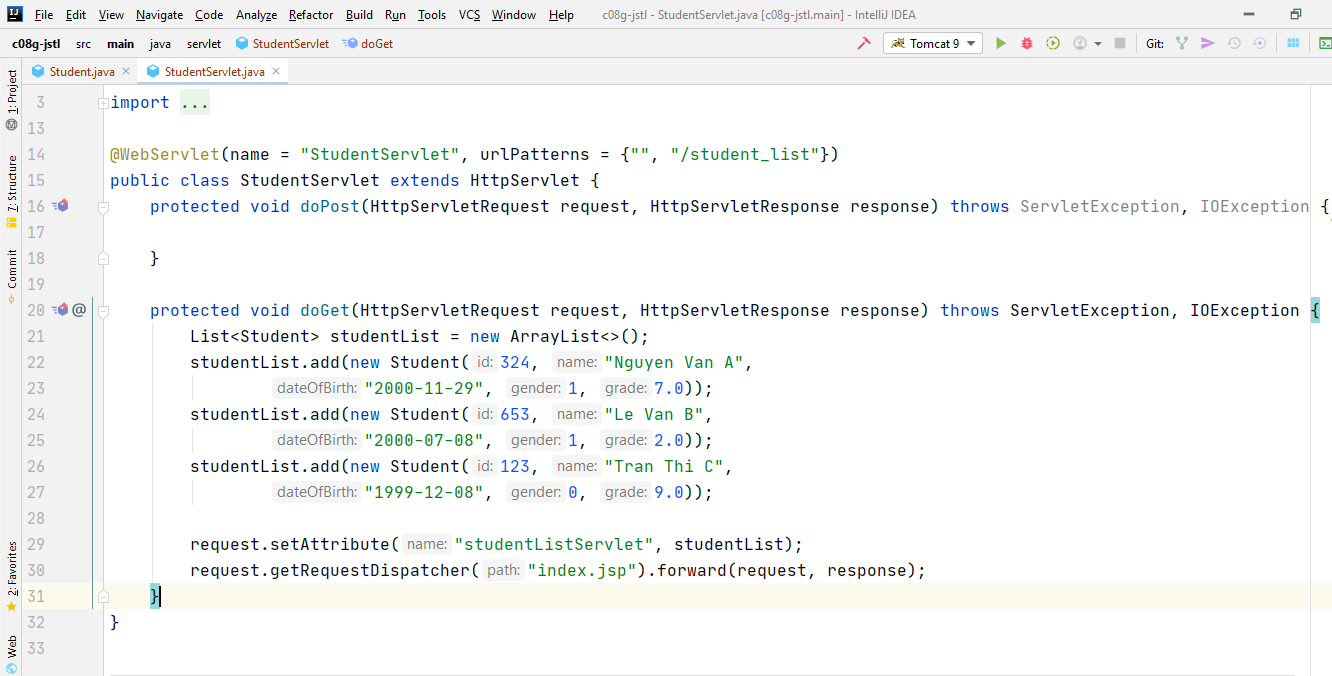 File Edit View Navigate Code Analyze Refactor Build Run Tools VCS Window Help c08g-jstl - StudentServlet.java [c08g-jstl.main] - IntelliJ IDEA
c08g-jstl src main java servlet StudentServlet doGet Tomcat 9 Git:
Student.java StudentServlet.java
1: Project
7: Structure
Commit
2: Favorites
Web
3 import ...
13
14 @WebServlet(name = "StudentServlet", urlPatterns = {"", "/student_list"})
15 public class StudentServlet extends HttpServlet {
16 protected void doPost(HttpServletRequest request, HttpServletResponse response) throws ServletException, IOException {
17
18 }
19
20 @ protected void doGet(HttpServletRequest request, HttpServletResponse response) throws ServletException, IOException {
21 List<Student> studentList = new ArrayList<>();
22 studentList.add(new Student( id: 324, name: "Nguyen Van A",
23 dateOfBirth: "2000-11-29", gender: 1, grade: 7.0));
24 studentList.add(new Student( id: 653, name: "Le Van B",
25 dateOfBirth: "2000-07-08", gender: 1, grade: 2.0));
26 studentList.add(new Student( id: 123, name: "Tran Thi C",
27 dateOfBirth: "1999-12-08", gender: 0, grade: 9.0));
28
29 request.setAttribute( name: "studentListServlet", studentList);
30 request.getRequestDispatcher( path: "index.jsp").forward(request, response);
31 }
32 }
33